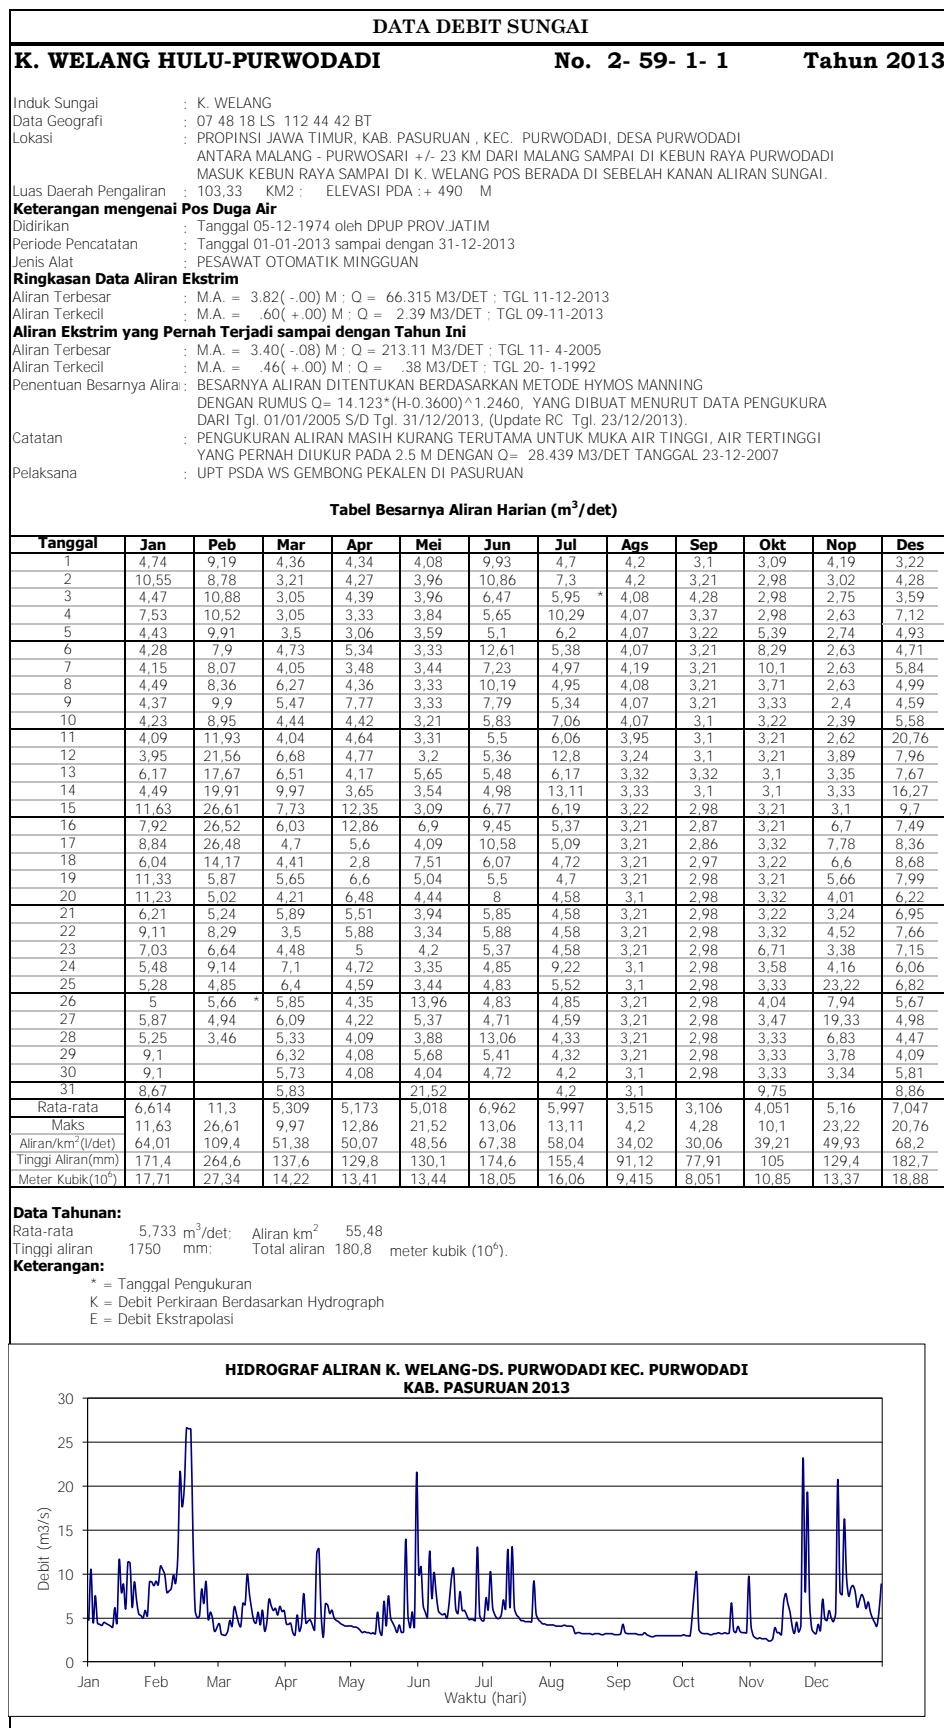 DATA DEBIT SUNGAI
K. WELANG HULU-PURWODADI No. 2- 59- 1- 1 Tahun 2013
Induk Sungai : K. WELANG
Data Geografi : 07 48 18 LS 112 44 42 BT
Lokasi : PROPINSI JAWA TIMUR, KAB. PASURUAN , KEC. PURWODADI, DESA PURWODADI
ANTARA MALANG - PURWOSARI +/- 23 KM DARI MALANG SAMPAI DI KEBUN RAYA PURWODADI
MASUK KEBUN RAYA SAMPAI DI K. WELANG POS BERADA DI SEBELAH KANAN ALIRAN SUNGAI.
Luas Daerah Pengaliran : 103,33 KM2 ; ELEVASI PDA : + 490 M
Keterangan mengenai Pos Duga Air
Didirikan : Tanggal 05-12-1974 oleh DPUP PROV.JATIM
Periode Pencatatan : Tanggal 01-01-2013 sampai dengan 31-12-2013
Jenis Alat : PESAWAT OTOMATIK MINGGUAN
Ringkasan Data Aliran Ekstrim
Aliran Terbesar : M.A. = 3.82( -.00) M ; Q = 66.315 M3/DET ; TGL 11-12-2013
Aliran Terkecil : M.A. = .60( +.00) M ; Q = 2.39 M3/DET ; TGL 09-11-2013
Aliran Ekstrim yang Pernah Terjadi sampai dengan Tahun Ini
Aliran Terbesar : M.A. = 3.40( -.08) M ; Q = 213.11 M3/DET ; TGL 11- 4-2005
Aliran Terkecil : M.A. = .46( +.00) M ; Q = .38 M3/DET ; TGL 20- 1-1992
Penentuan Besarnya Alira : BESARNYA ALIRAN DITENTUKAN BERDASARKAN METODE HYMOS MANNING
DENGAN RUMUS Q= 14.123*(H-0.3600)^1.2460, YANG DIBUAT MENURUT DATA PENGUKURA
DARI Tgl. 01/01/2005 S/D Tgl. 31/12/2013, (Update RC Tgl. 23/12/2013).
Catatan : PENGUKURAN ALIRAN MASIH KURANG TERUTAMA UNTUK MUKA AIR TINGGI, AIR TERTINGGI
YANG PERNAH DIUKUR PADA 2.5 M DENGAN Q= 28.439 M3/DET TANGGAL 23-12-2007
Pelaksana : UPT PSDA WS GEMBONG PEKALEN DI PASURUAN
Tabel Besarnya Aliran Harian (m³/det)
Tanggal Jan Peb Mar Apr Mei Jun Jul Ags Sep Okt Nop Des
1 4,74 9,19 4,36 4,34 4,08 9,93 4,7 4,2 3,1 3,09 4,19 3,22
2 10,55 8,78 3,21 4,27 3,96 10,86 7,3 4,2 3,21 2,98 3,02 4,28
3 4,47 10,88 3,05 4,39 3,96 6,47 5,95 * 4,08 4,28 2,98 2,75 3,59
4 7,53 10,52 3,05 3,33 3,84 5,65 10,29 4,07 3,37 2,98 2,63 7,12
5 4,43 9,91 3,5 3,06 3,59 5,1 6,2 4,07 3,22 5,39 2,74 4,93
6 4,28 7,9 4,73 5,34 3,33 12,61 5,38 4,07 3,21 8,29 2,63 4,71
7 4,15 8,07 4,05 3,48 3,44 7,23 4,97 4,19 3,21 10,1 2,63 5,84
8 4,49 8,36 6,27 4,36 3,33 10,19 4,95 4,08 3,21 3,71 2,63 4,99
9 4,37 9,9 5,47 7,77 3,33 7,79 5,34 4,07 3,21 3,33 2,4 4,59
10 4,23 8,95 4,44 4,42 3,21 5,83 7,06 4,07 3,1 3,22 2,39 5,58
11 4,09 11,93 4,04 4,64 3,31 5,5 6,06 3,95 3,1 3,21 2,62 20,76
12 3,95 21,56 6,68 4,77 3,2 5,36 12,8 3,24 3,1 3,21 3,89 7,96
13 6,17 17,67 6,51 4,17 5,65 5,48 6,17 3,32 3,32 3,1 3,35 7,67
14 4,49 19,91 9,97 3,65 3,54 4,98 13,11 3,33 3,1 3,1 3,33 16,27
15 11,63 26,61 7,73 12,35 3,09 6,77 6,19 3,22 2,98 3,21 3,1 9,7
16 7,92 26,52 6,03 12,86 6,9 9,45 5,37 3,21 2,87 3,21 6,7 7,49
17 8,84 26,48 4,7 5,6 4,09 10,58 5,09 3,21 2,86 3,32 7,78 8,36
18 6,04 14,17 4,41 2,8 7,51 6,07 4,72 3,21 2,97 3,22 6,6 8,68
19 11,33 5,87 5,65 6,6 5,04 5,5 4,7 3,21 2,98 3,21 5,66 7,99
20 11,23 5,02 4,21 6,48 4,44 8 4,58 3,1 2,98 3,32 4,01 6,22
21 6,21 5,24 5,89 5,51 3,94 5,85 4,58 3,21 2,98 3,22 3,24 6,95
22 9,11 8,29 3,5 5,88 3,34 5,88 4,58 3,21 2,98 3,32 4,52 7,66
23 7,03 6,64 4,48 5 4,2 5,37 4,58 3,21 2,98 6,71 3,38 7,15
24 5,48 9,14 7,1 4,72 3,35 4,85 9,22 3,1 2,98 3,58 4,16 6,06
25 5,28 4,85 6,4 4,59 3,44 4,83 5,52 3,1 2,98 3,33 23,22 6,82
26 5 5,66 * 5,85 4,35 13,96 4,83 4,85 3,21 2,98 4,04 7,94 5,67
27 5,87 4,94 6,09 4,22 5,37 4,71 4,59 3,21 2,98 3,47 19,33 4,98
28 5,25 3,46 5,33 4,09 3,88 13,06 4,33 3,21 2,98 3,33 6,83 4,47
29 9,1 6,32 4,08 5,68 5,41 4,32 3,21 2,98 3,33 3,78 4,09
30 9,1 5,73 4,08 4,04 4,72 4,2 3,1 2,98 3,33 3,34 5,81
31 8,67 5,83 21,52 4,2 3,1 9,75 8,86
Rata-rata 6,614 11,3 5,309 5,173 5,018 6,962 5,997 3,515 3,106 4,051 5,16 7,047
Maks 11,63 26,61 9,97 12,86 21,52 13,06 13,11 4,2 4,28 10,1 23,22 20,76
Aliran/km²(l/det) 64,01 109,4 51,38 50,07 48,56 67,38 58,04 34,02 30,06 39,21 49,93 68,2
Tinggi Aliran(mm) 171,4 264,6 137,6 129,8 130,1 174,6 155,4 91,12 77,91 105 129,4 182,7
Meter Kubik(10⁶) 17,71 27,34 14,22 13,41 13,44 18,05 16,06 9,415 8,051 10,85 13,37 18,88
Data Tahunan:
Rata-rata 5,733 m³/det; Aliran km² 55,48
Tinggi aliran 1750 mm; Total aliran 180,8 meter kubik (10⁶).
Keterangan:
* = Tanggal Pengukuran
K = Debit Perkiraan Berdasarkan Hydrograph
E = Debit Ekstrapolasi
HIDROGRAF ALIRAN K. WELANG-DS. PURWODADI KEC. PURWODADI
KAB. PASURUAN 2013
30
25
20
15
10
5
0
Debit (m3/s)
Jan Feb Mar Apr May Jun Jul Aug Sep Oct Nov Dec
Waktu (hari)